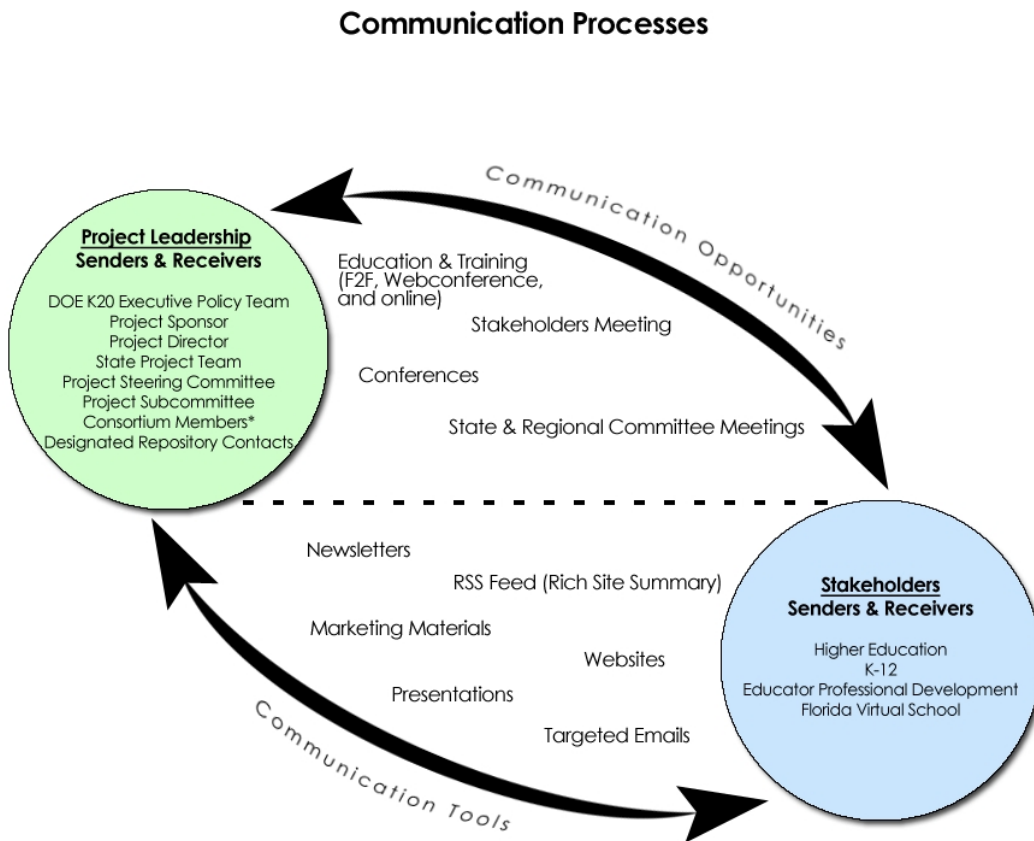 Communication Processes
Communication Opportunities
Project Leadership
Senders & Receivers
DOE K20 Executive Policy Team
Project Sponsor
Project Director
State Project Team
Project Steering Committee
Project Subcommittee
Consortium Members*
Designated Repository Contacts
Education & Training
(F2F, Webconference,
and online)
Stakeholders Meeting
Conferences
State & Regional Committee Meetings
Newsletters
RSS Feed (Rich Site Summary)
Marketing Materials
Websites
Presentations
Targeted Emails
Communication Tools
Stakeholders
Senders & Receivers
Higher Education
K-12
Educator Professional Development
Florida Virtual School